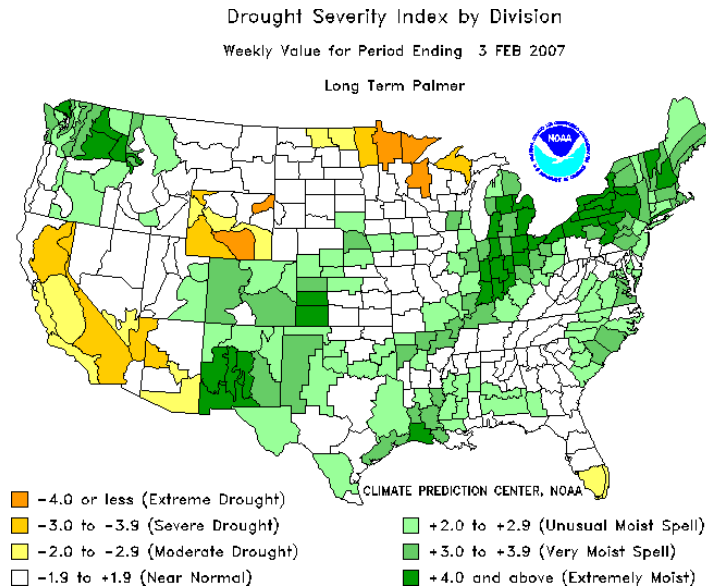 Drought Severity Index by Division
Weekly Value for Period Ending 3 FEB 2007
Long Term Palmer
NOAA
CLIMATE PREDICTION CENTER, NOAA
-4.0 or less (Extreme Drought)
-3.0 to -3.9 (Severe Drought)
-2.0 to -2.9 (Moderate Drought)
-1.9 to +1.9 (Near Normal)
+2.0 to +2.9 (Unusual Moist Spell)
+3.0 to +3.9 (Very Moist Spell)
+4.0 and above (Extremely Moist)